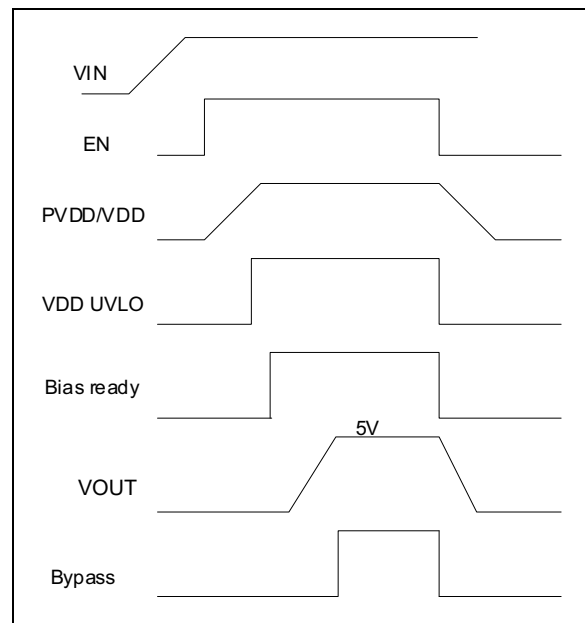 VIN
EN
PVDD/VDD
VDD UVLO
Bias ready
5V
VOUT
Bypass